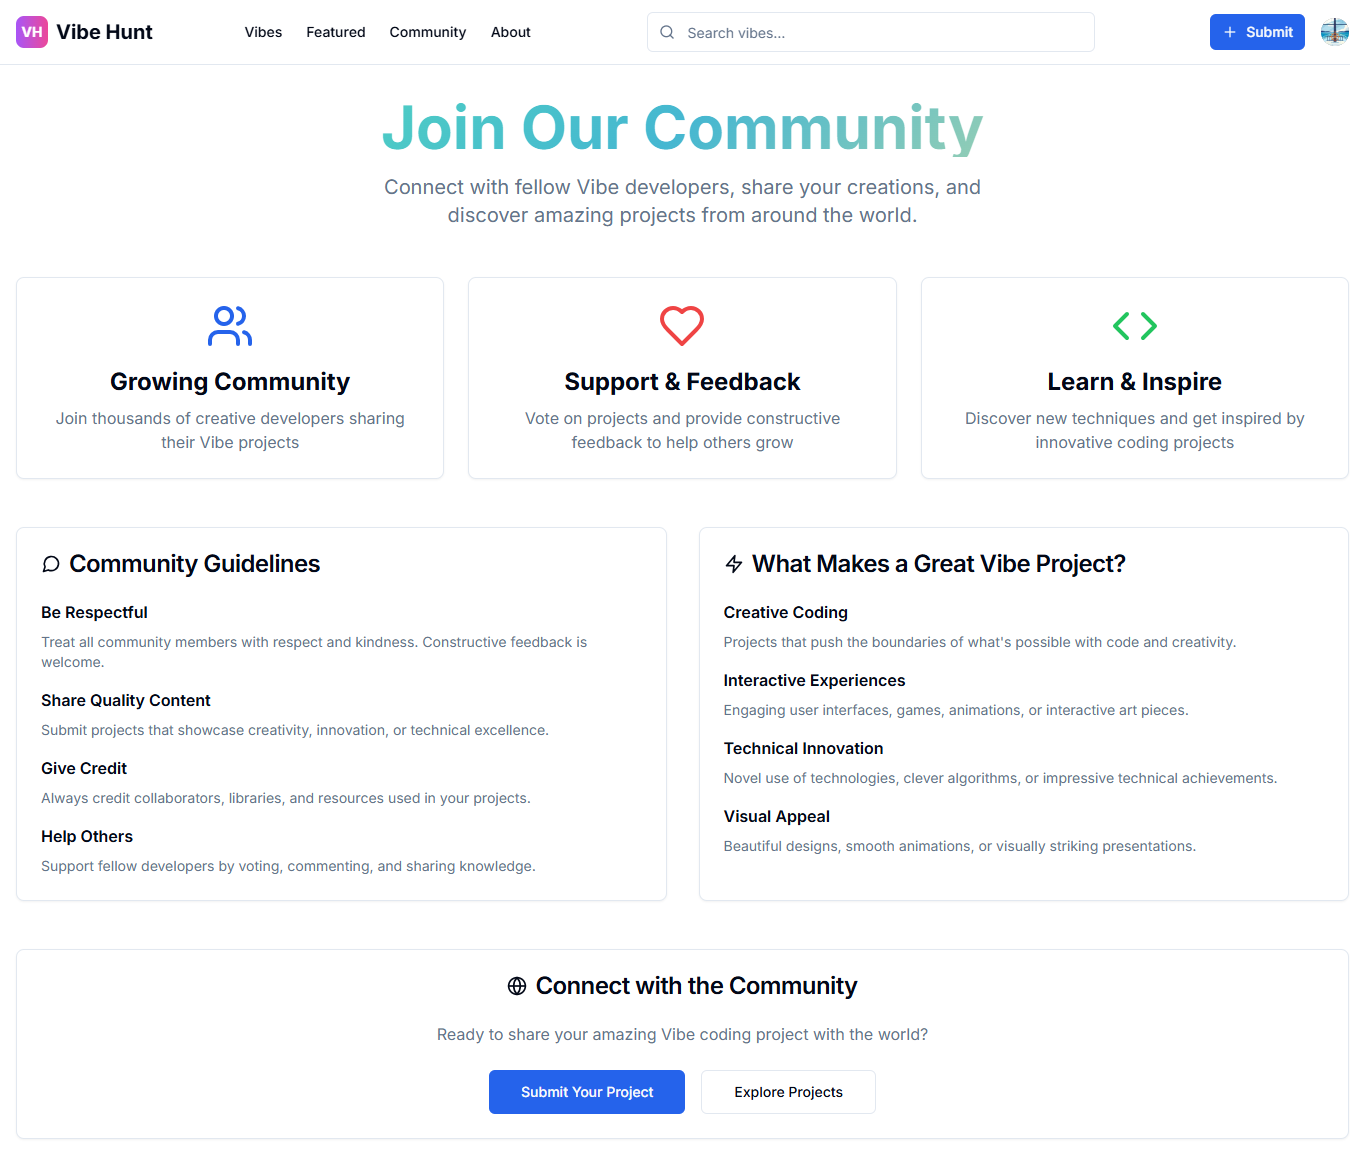 VH Vibe Hunt
Vibes Featured Community About
Search vibes...
Submit
Join Our Community
Connect with fellow Vibe developers, share your creations, and
discover amazing projects from around the world.
Growing Community
Join thousands of creative developers sharing
their Vibe projects
Support & Feedback
Vote on projects and provide constructive
feedback to help others grow
Learn & Inspire
Discover new techniques and get inspired by
innovative coding projects
Community Guidelines
Be Respectful
Treat all community members with respect and kindness. Constructive feedback is
welcome.
Share Quality Content
Submit projects that showcase creativity, innovation, or technical excellence.
Give Credit
Always credit collaborators, libraries, and resources used in your projects.
Help Others
Support fellow developers by voting, commenting, and sharing knowledge.
What Makes a Great Vibe Project?
Creative Coding
Projects that push the boundaries of what's possible with code and creativity.
Interactive Experiences
Engaging user interfaces, games, animations, or interactive art pieces.
Technical Innovation
Novel use of technologies, clever algorithms, or impressive technical achievements.
Visual Appeal
Beautiful designs, smooth animations, or visually striking presentations.
Connect with the Community
Ready to share your amazing Vibe coding project with the world?
Submit Your Project
Explore Projects